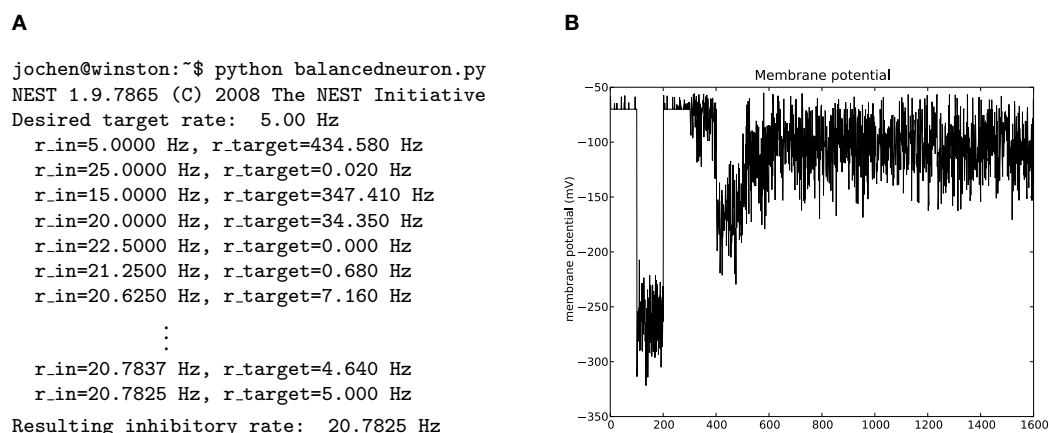 A
jochen@winston:~$ python balancedneuron.py
NEST 1.9.7865 (C) 2008 The NEST Initiative
Desired target rate: 5.00 Hz
r_in=5.0000 Hz, r_target=434.580 Hz
r_in=25.0000 Hz, r_target=0.020 Hz
r_in=15.0000 Hz, r_target=347.410 Hz
r_in=20.0000 Hz, r_target=34.350 Hz
r_in=22.5000 Hz, r_target=0.000 Hz
r_in=21.2500 Hz, r_target=0.680 Hz
r_in=20.6250 Hz, r_target=7.160 Hz
⋮
r_in=20.7837 Hz, r_target=4.640 Hz
r_in=20.7825 Hz, r_target=5.000 Hz
Resulting inhibitory rate: 20.7825 Hz
B
Membrane potential
membrane potential (mV)
−50
−100
−150
−200
−250
−300
−350
0 200 400 600 800 1000 1200 1400 1600